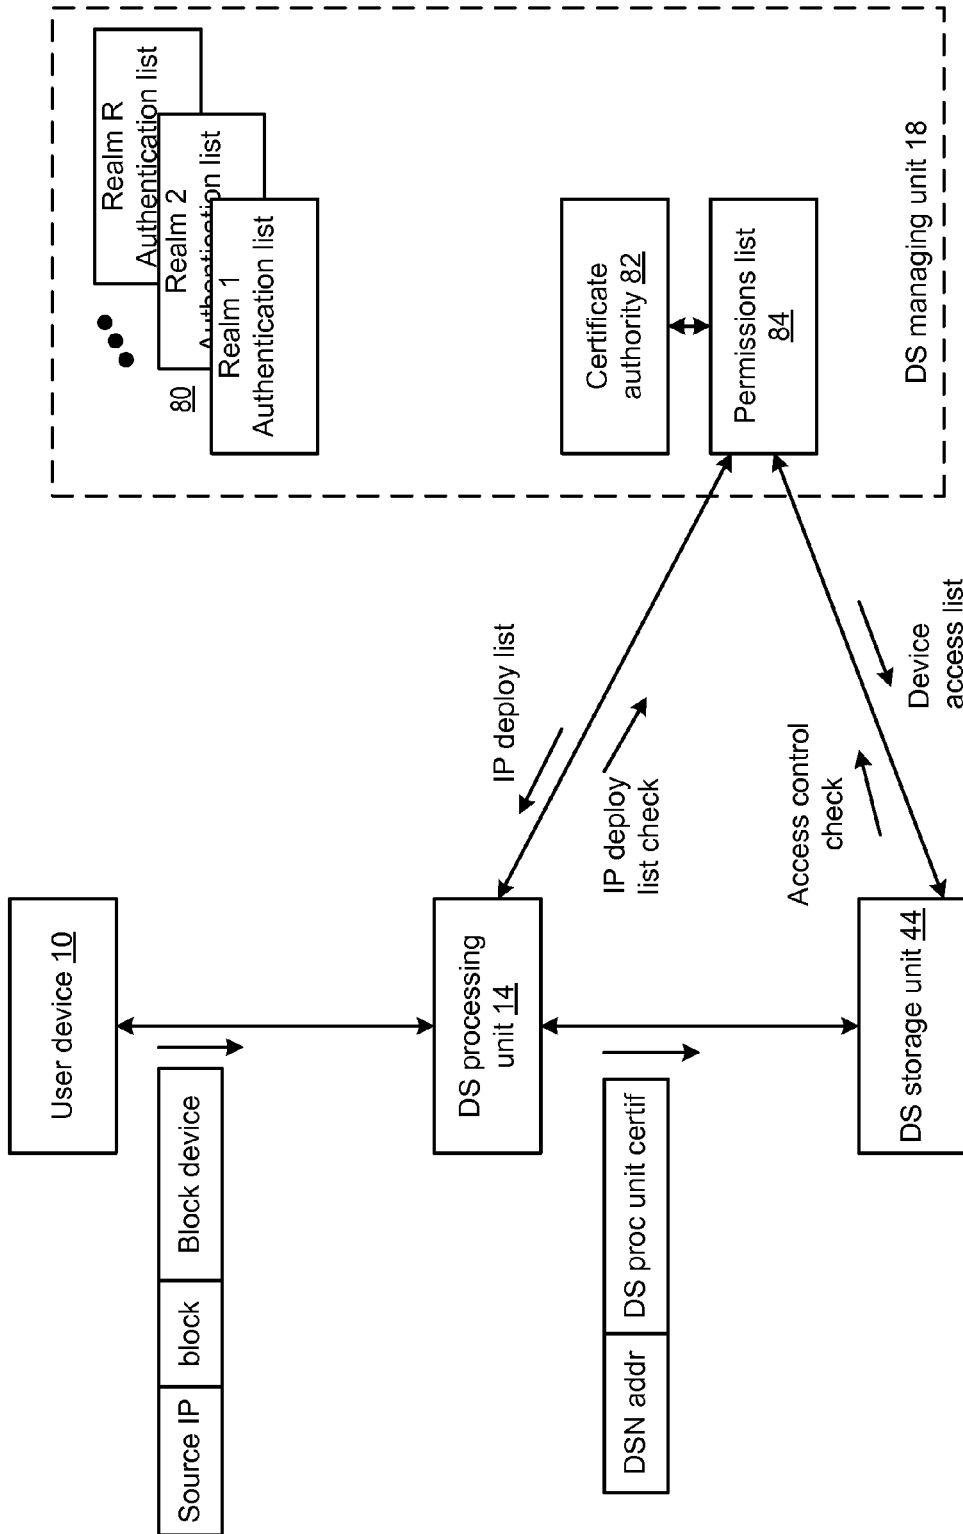 User device 10
Source IP
block
Block device
DS processing
unit 14
IP deploy list
IP deploy
list check
DSN addr
DS proc unit certif
DS storage unit 44
Access control
check
Device
access list
Realm R
Authentication list
Realm 2
Authentication list
Realm 1
Authentication list
80
Certificate
authority 82
Permissions list
84
DS managing unit 18